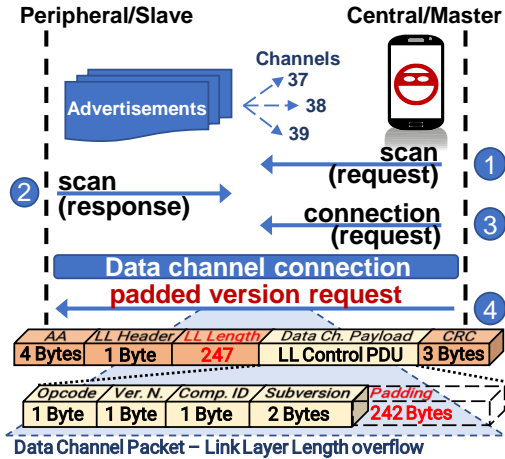 Peripheral/Slave Central/Master
Channels
37
Advertisements 38
39
scan
(request) 1
2 scan
(response)
connection
(request) 3
Data channel connection
padded version request 4
AA LL Header LL Length Data Ch. Payload CRC
4 Bytes 1 Byte 247 LL Control PDU 3 Bytes
Opcode Ver. N. Comp. ID Subversion Padding
1 Byte 1 Byte 1 Byte 2 Bytes 242 Bytes
Data Channel Packet – Link Layer Length overflow